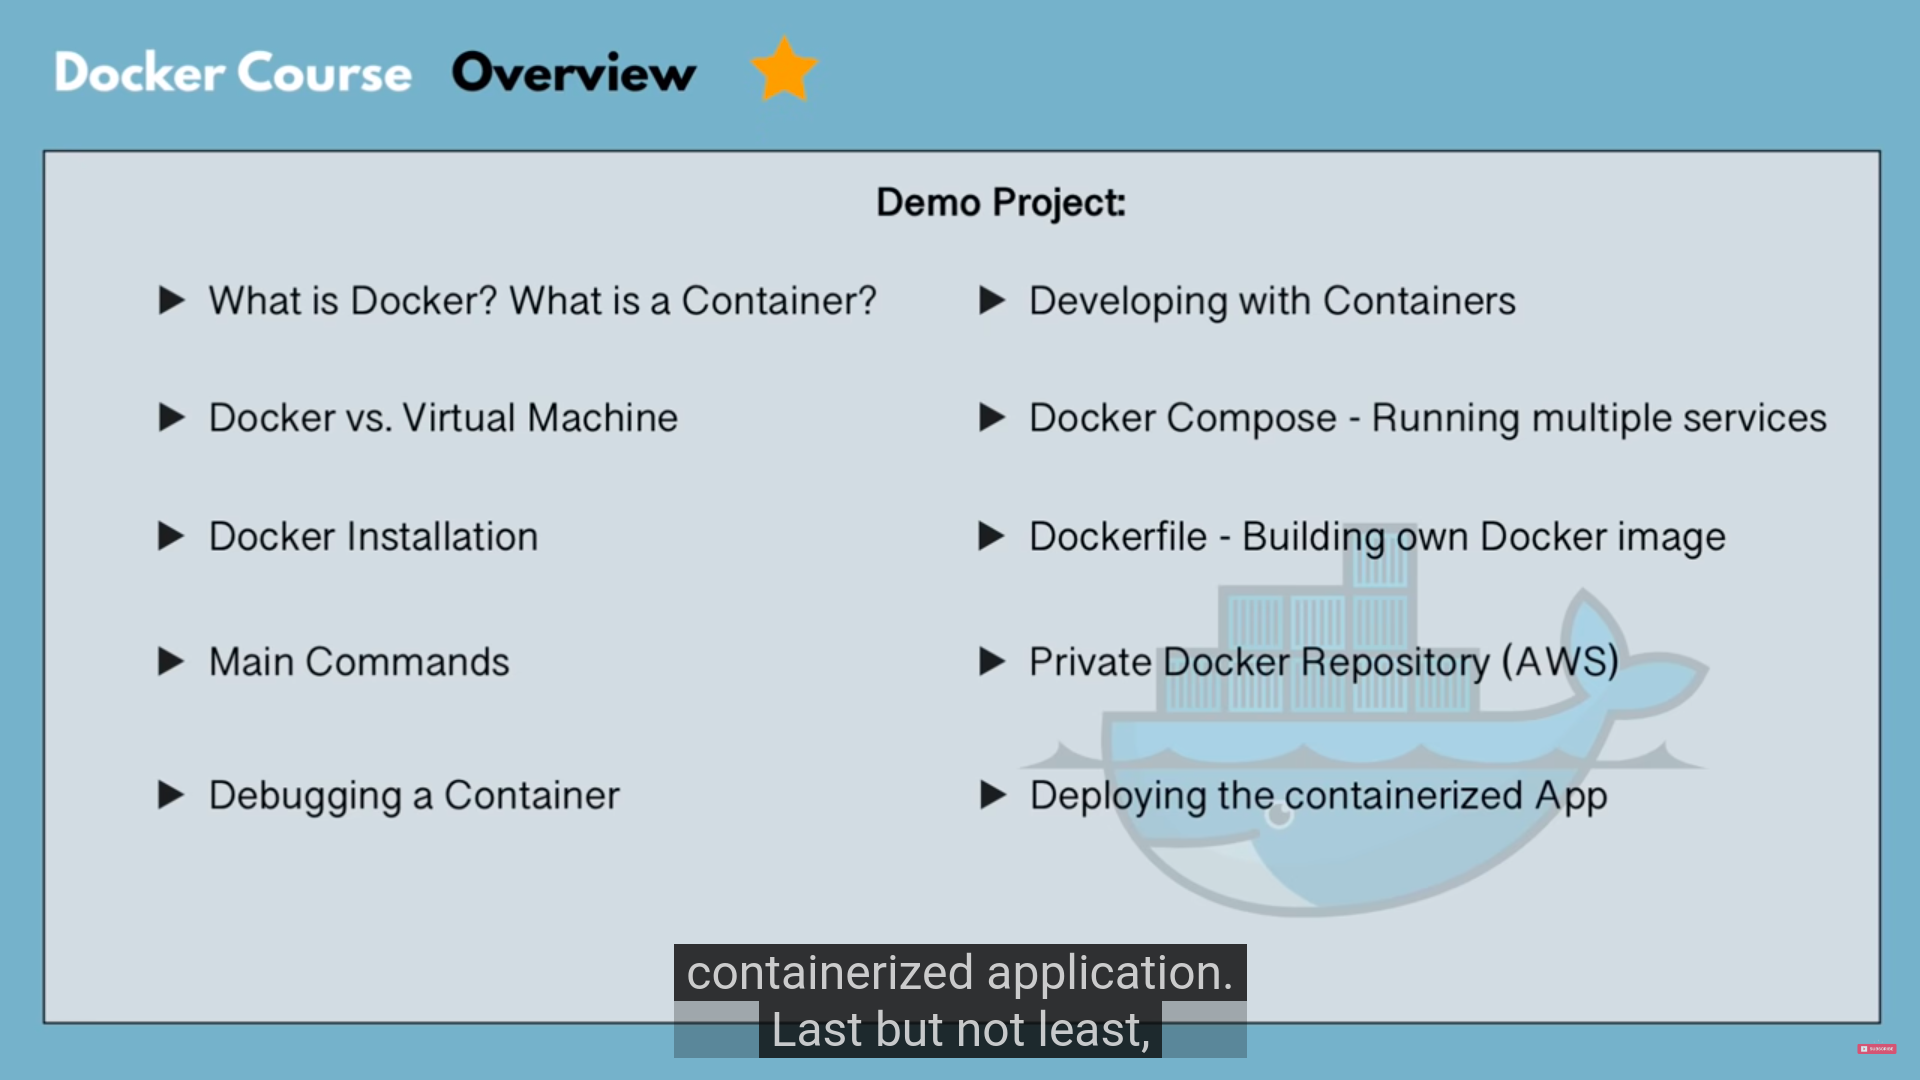 Docker Course Overview
Demo Project:
What is Docker? What is a Container?
Docker vs. Virtual Machine
Docker Installation
Main Commands
Debugging a Container
Developing with Containers
Docker Compose - Running multiple services
Dockerfile - Building own Docker image
Private Docker Repository (AWS)
Deploying the containerized App
containerized application.
Last but not least,
SUBSCRIBE